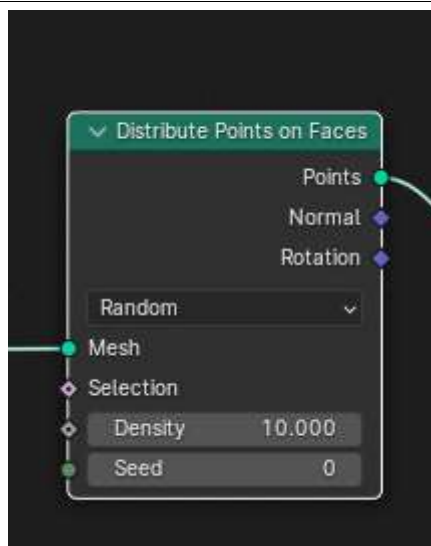 Distribute Points on Faces
Points
Normal
Rotation
Random
Mesh
Selection
Density 10.000
Seed 0